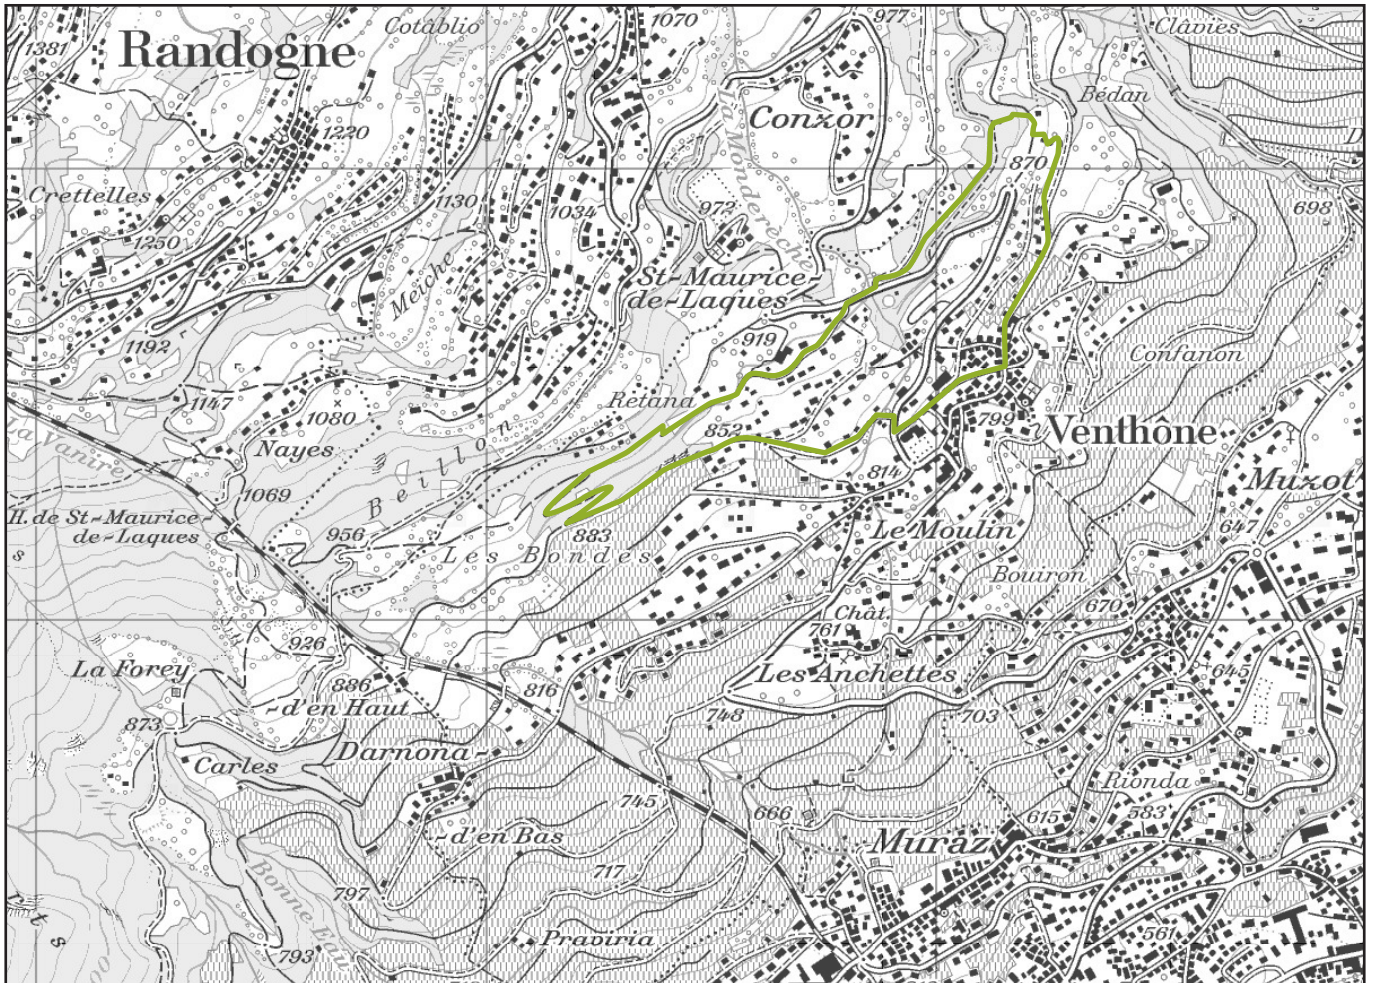 Cotâblio
1070
977
Clâvies
1381
Randogne
Bédan
Conzor
La Monderèche
1220
D
870
Crettelles
1130
1034
972
698
1250
Meiche
St-Maurice-
de-Laques
1192
919
Confanon
1147
Retana
1080
852
799
Venthône
Nayes
Beillon
814
Muzot
1069
H. de St-Maurice-
de-Laques
956
Les Bondes
883
Le Moulin
647
s
Bouiron
670
Chât.
761
926
La Forey
886
-d'en Haut
816
Les Anchettes
645
748
703
873
Darnona-
Carles
Rionda
745
666
615
583
-d'en Bas
Muraz
717
Bonne Eau
797
r t s
Praviria
561
793